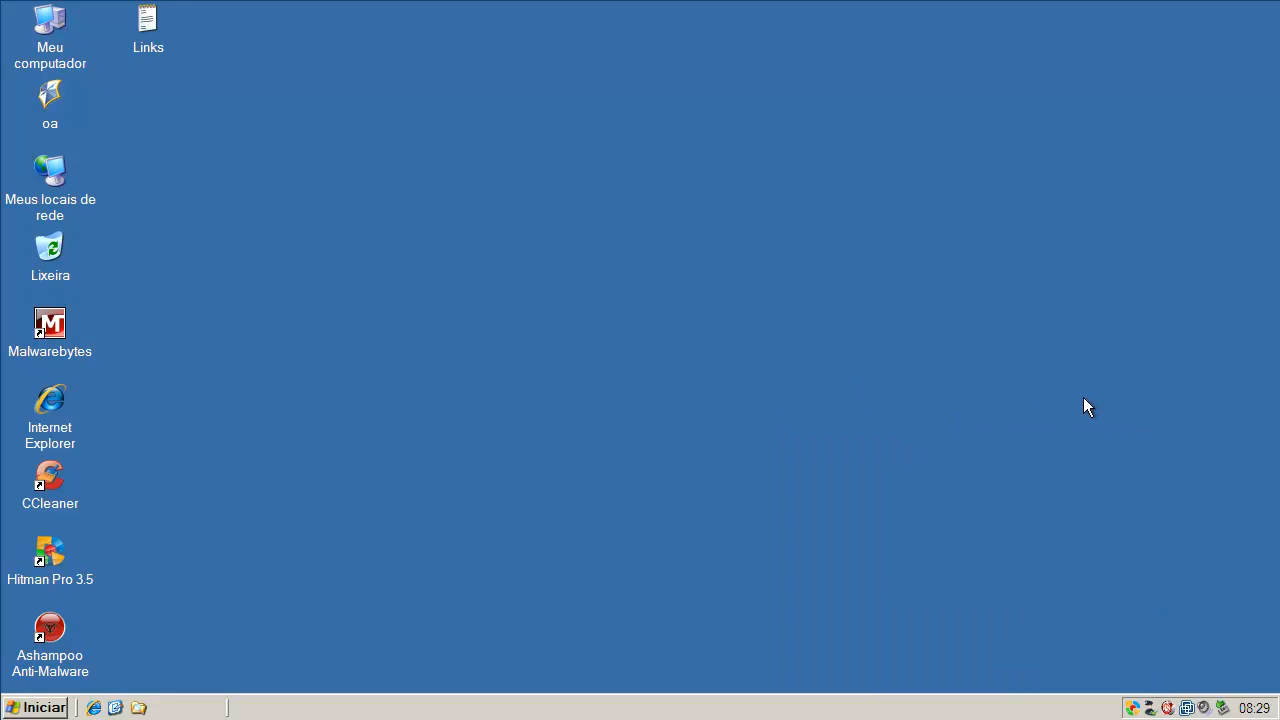 Meu
computador
Links
oa
Meus locais de
rede
Lixeira
Malwarebytes
Internet
Explorer
CCleaner
Hitman Pro 3.5
Ashampoo
Anti-Malware
Iniciar
08:29